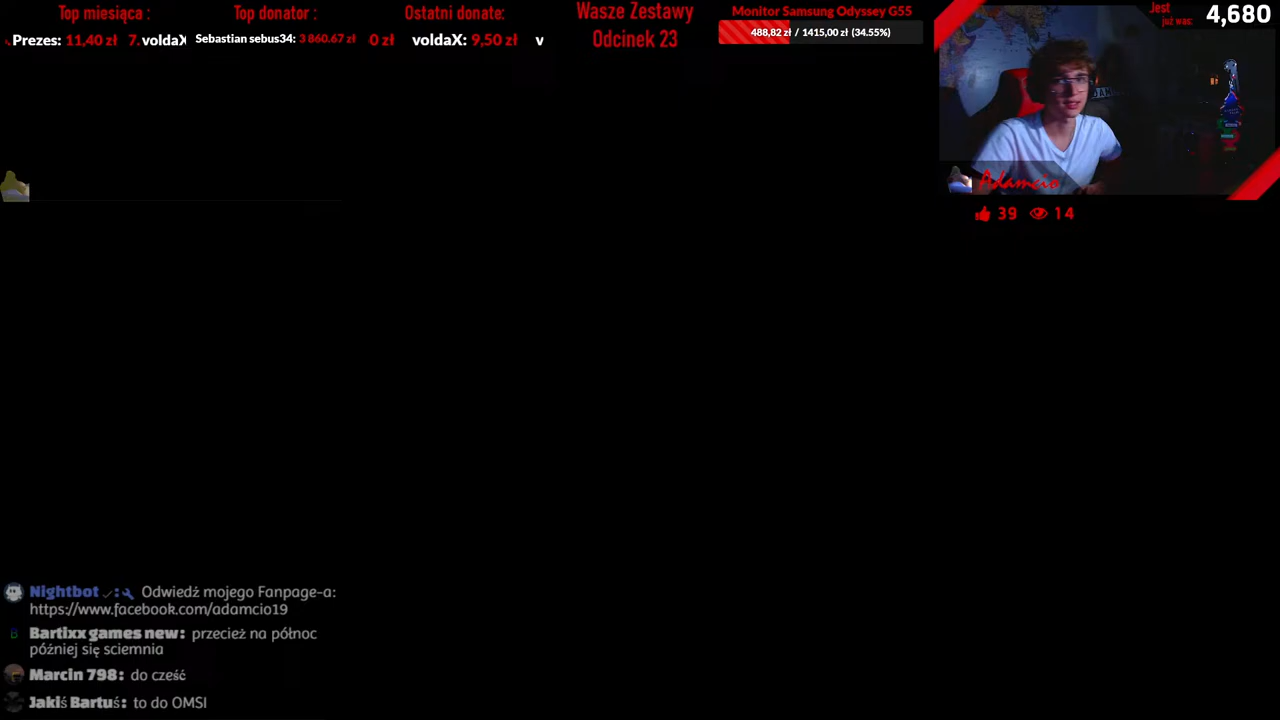 Top miesiąca :
Prezes: 11,40 zł 7. voldaX
Top donator :
Sebastian sebus34: 3 860.67 zł
Ostatni donate:
0 zł voldaX: 9,50 zł v
Wasze Zestawy
Odcinek 23
Monitor Samsung Odyssey G55
488,82 zł / 1415,00 zł (34.55%)
Jest
już was:
4,680
Adamcio
39 14
Nightbot : Odwiedź mojego Fanpage-a:
https://www.facebook.com/adamcio19
Bartixx games new: przecież na północ
później się sciemnia
Marcin 798: do cześć
Jakiś Bartuś: to do OMSI